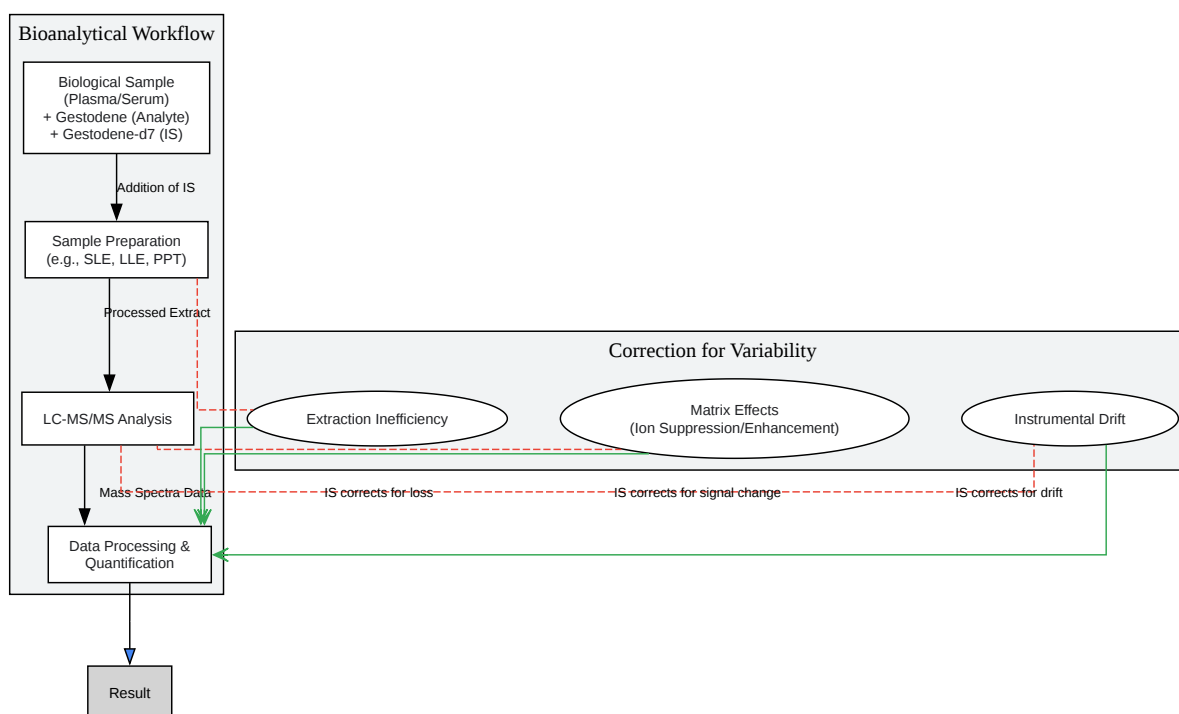 Bioanalytical Workflow
Biological Sample
(Plasma/Serum)
+ Gestodene (Analyte)
+ Gestodene-d7 (IS)
Addition of IS
Sample Preparation
(e.g., SLE, LLE, PPT)
Processed Extract
Correction for Variability
LC-MS/MS Analysis
Extraction Inefficiency
Matrix Effects
(Ion Suppression/Enhancement)
Instrumental Drift
Mass Spectra Data
IS corrects for loss
IS corrects for signal change
IS corrects for drift
Data Processing &
Quantification
Result